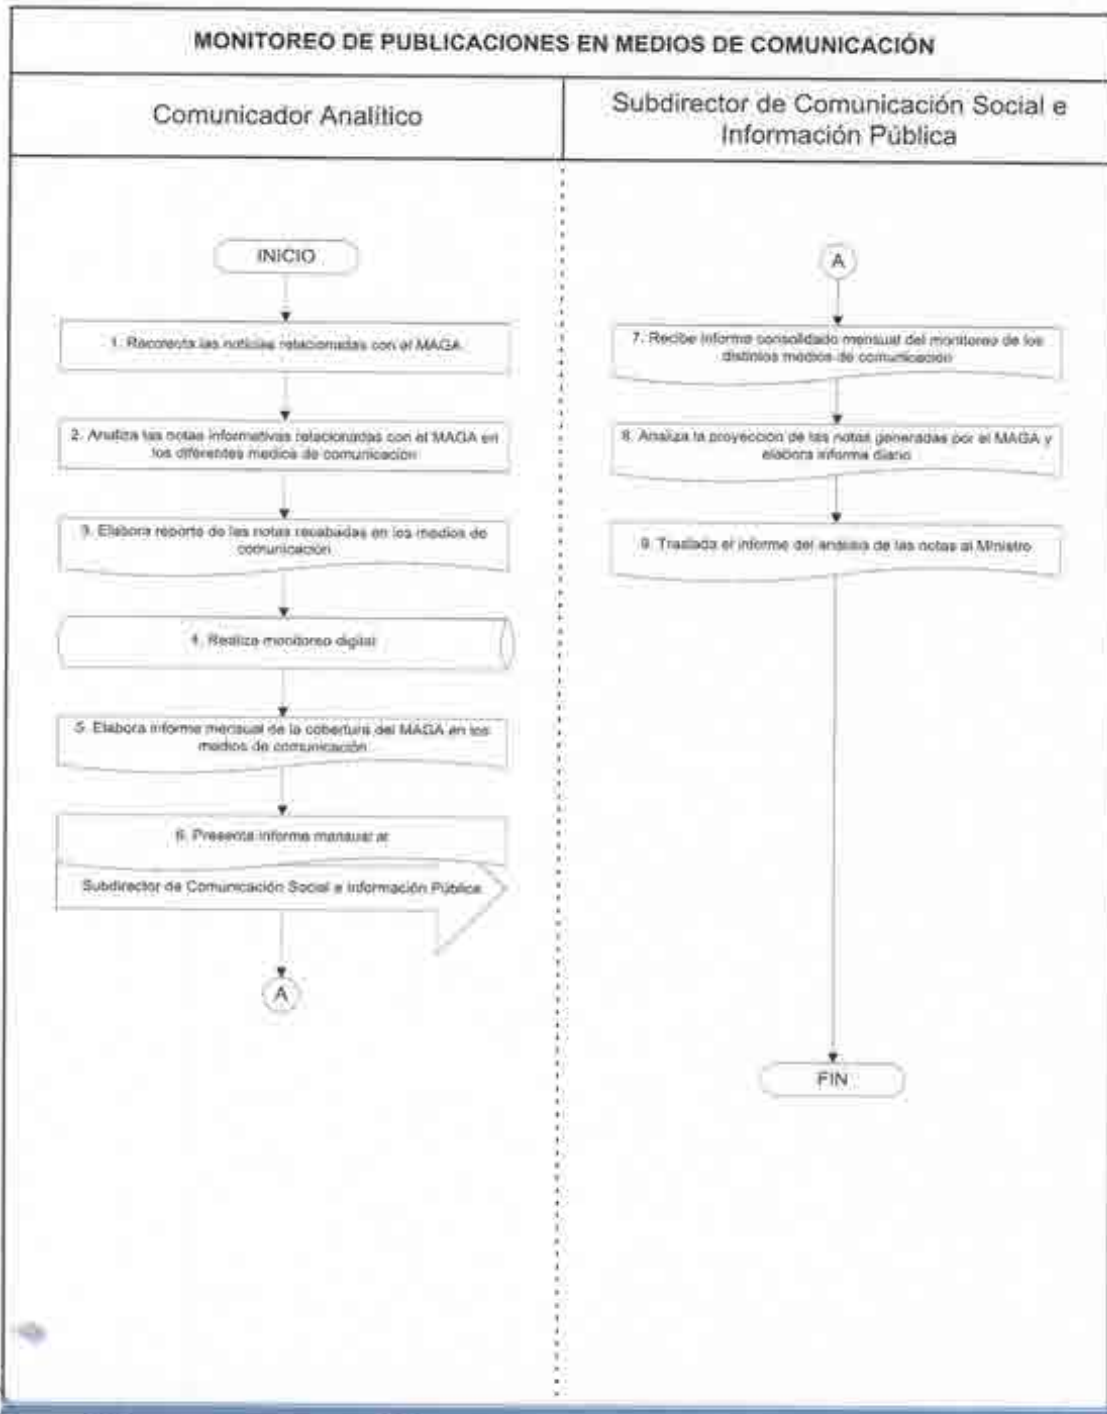 MONITOREO DE PUBLICACIONES EN MEDIOS DE COMUNICACIÓN
Comunicador Analítico
Subdirector de Comunicación Social e
Información Pública
INICIO
1. Recolecta las noticias relacionadas con el MAGA
2. Analiza las notas informativas relacionadas con el MAGA en
los diferentes medios de comunicación
3. Elabora reporte de las notas recabadas en los medios de
comunicación
4. Realiza monitoreo digital
5. Elabora informe mensual de la cobertura del MAGA en los
medios de comunicación
6. Presenta informe mensual al
Subdirector de Comunicación Social e Información Pública
A
A
7. Recibe informe consolidado mensual del monitoreo de los
distintos medios de comunicación
8. Analiza la proyección de las notas generadas por el MAGA y
elabora informe diario
9. Traslada el informe del análisis de las notas al Ministro
FIN